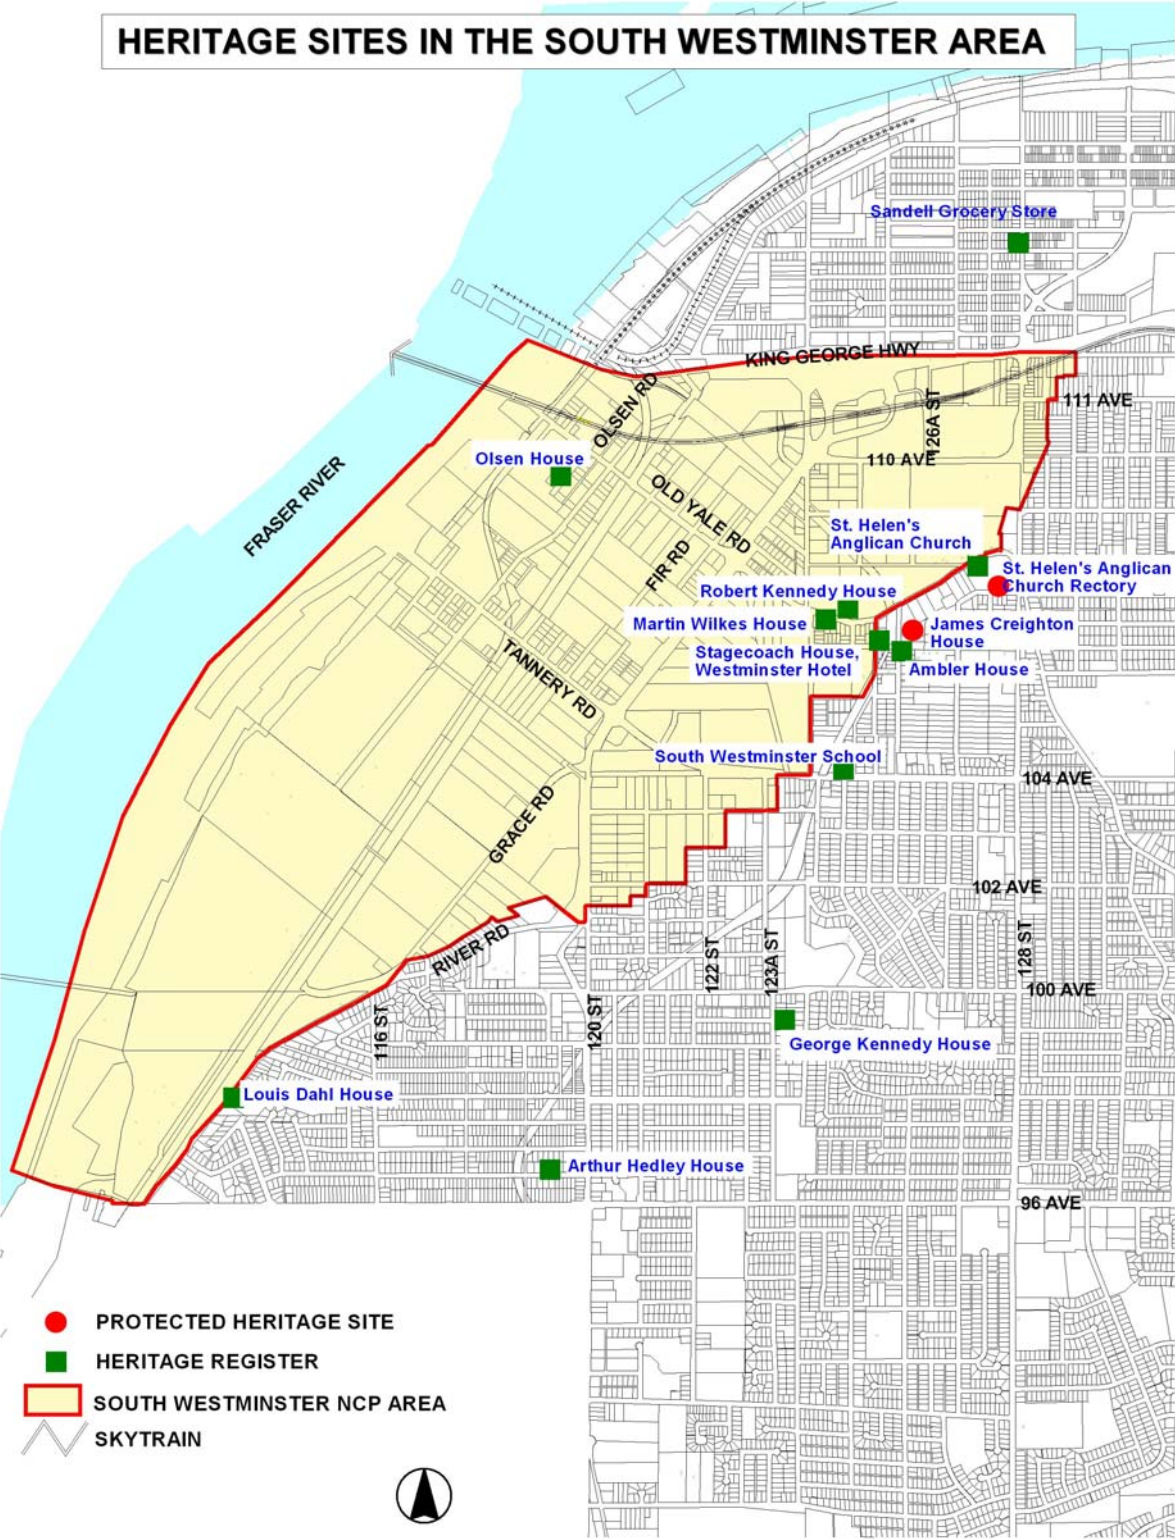 HERITAGE SITES IN THE SOUTH WESTMINSTER AREA
Sandell Grocery Store
KING GEORGE HWY
OLSEN RD
126A ST
111 AVE
Olsen House
110 AVE
FRASER RIVER
OLD YALE RD
St. Helen's
Anglican Church
FIR RD
St. Helen's Anglican
Church Rectory
Robert Kennedy House
Martin Wilkes House
James Creighton
House
Stagecoach House,
Westminster Hotel
Ambler House
TANNERY RD
South Westminster School
104 AVE
GRACE RD
102 AVE
RIVER RD
122 ST
123A ST
128 ST
100 AVE
116 ST
120 ST
George Kennedy House
Louis Dahl House
Arthur Hedley House
96 AVE
PROTECTED HERITAGE SITE
HERITAGE REGISTER
SOUTH WESTMINSTER NCP AREA
SKYTRAIN